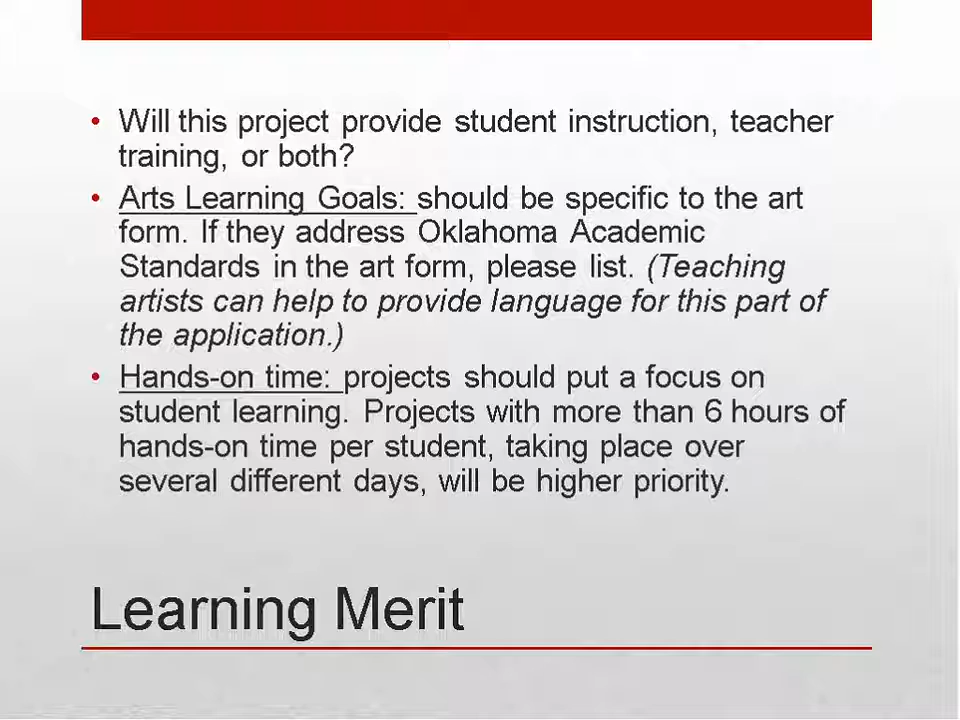 • Will this project provide student instruction, teacher
training, or both?
• Arts Learning Goals: should be specific to the art
form. If they address Oklahoma Academic
Standards in the art form, please list. (Teaching
artists can help to provide language for this part of
the application.)
• Hands-on time: projects should put a focus on
student learning. Projects with more than 6 hours of
hands-on time per student, taking place over
several different days, will be higher priority.
Learning Merit